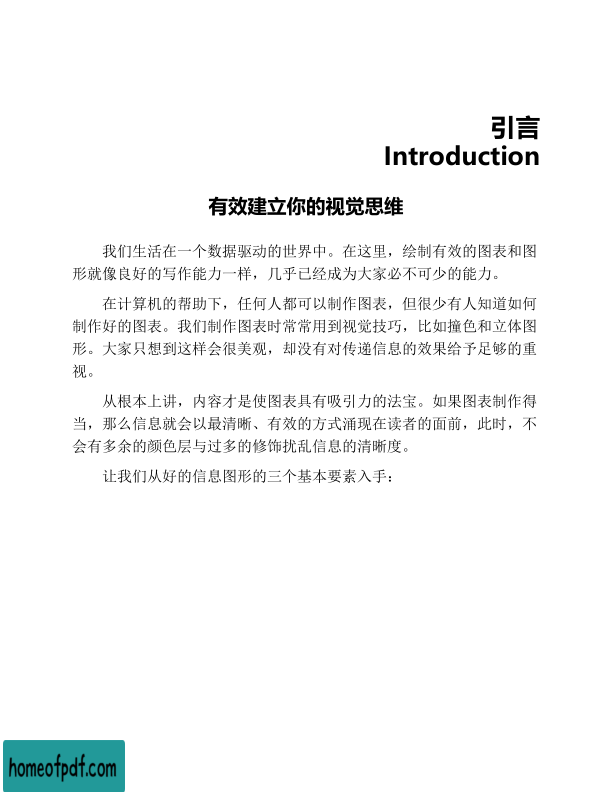 引言
Introduction
有效建立你的视觉思维
我们生活在一个数据驱动的世界中。在这里，绘制有效的图表和图
形就像良好的写作能力一样，几乎已经成为大家必不可少的能力。
在计算机的帮助下，任何人都可以制作图表，但很少有人知道如何
制作好的图表。我们制作图表时常常用到视觉技巧，比如撞色和立体图
形。大家只想到这样会很美观，却没有对传递信息的效果给予足够的重
视。
从根本上讲，内容才是使图表具有吸引力的法宝。如果图表制作得
当，那么信息就会以最清晰、有效的方式涌现在读者的面前，此时，不
会有多余的颜色层与过多的修饰扰乱信息的清晰度。
让我们从好的信息图形的三个基本要素入手：
homeofpdf.com